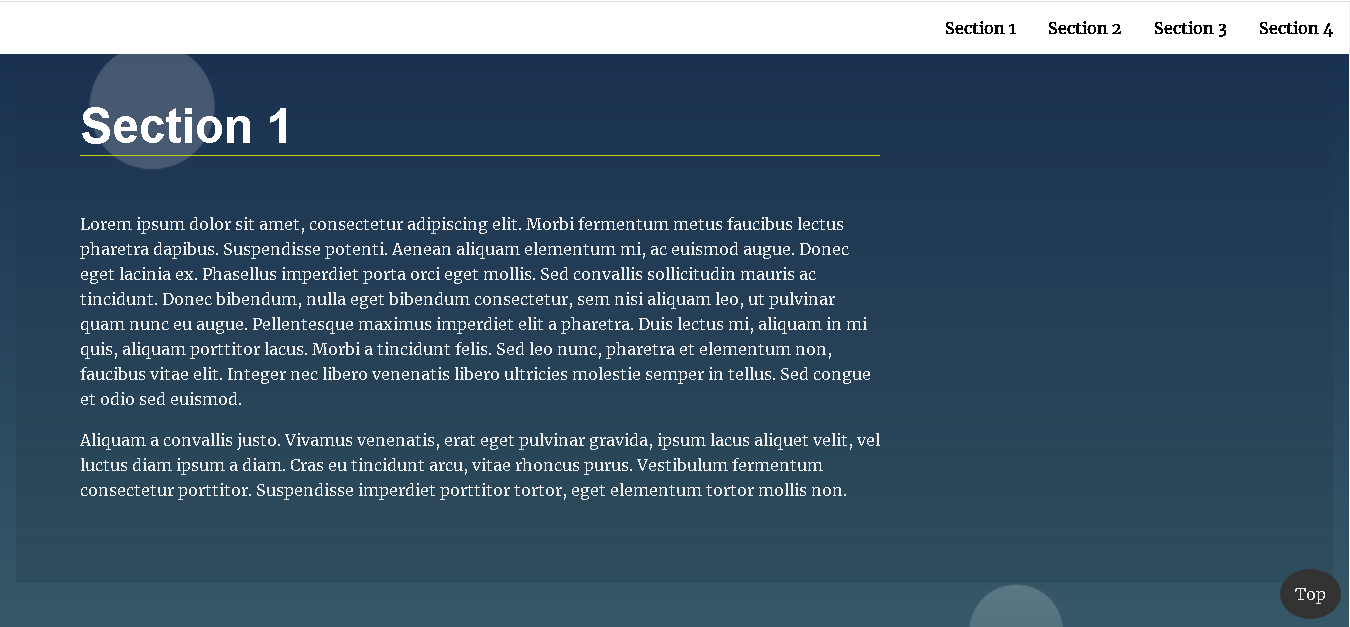 Section 1 Section 2 Section 3 Section 4
Section 1
Lorem ipsum dolor sit amet, consectetur adipiscing elit. Morbi fermentum metus faucibus lectus
pharetra dapibus. Suspendisse potenti. Aenean aliquam elementum mi, ac euismod augue. Donec
eget lacinia ex. Phasellus imperdiet porta orci eget mollis. Sed convallis sollicitudin mauris ac
tincidunt. Donec bibendum, nulla eget bibendum consectetur, sem nisi aliquam leo, ut pulvinar
quam nunc eu augue. Pellentesque maximus imperdiet elit a pharetra. Duis lectus mi, aliquam in mi
quis, aliquam porttitor lacus. Morbi a tincidunt felis. Sed leo nunc, pharetra et elementum non,
faucibus vitae elit. Integer nec libero venenatis libero ultricies molestie semper in tellus. Sed congue
et odio sed euismod.
Aliquam a convallis justo. Vivamus venenatis, erat eget pulvinar gravida, ipsum lacus aliquet velit, vel
luctus diam ipsum a diam. Cras eu tincidunt arcu, vitae rhoncus purus. Vestibulum fermentum
consectetur porttitor. Suspendisse imperdiet porttitor tortor, eget elementum tortor mollis non.
Top